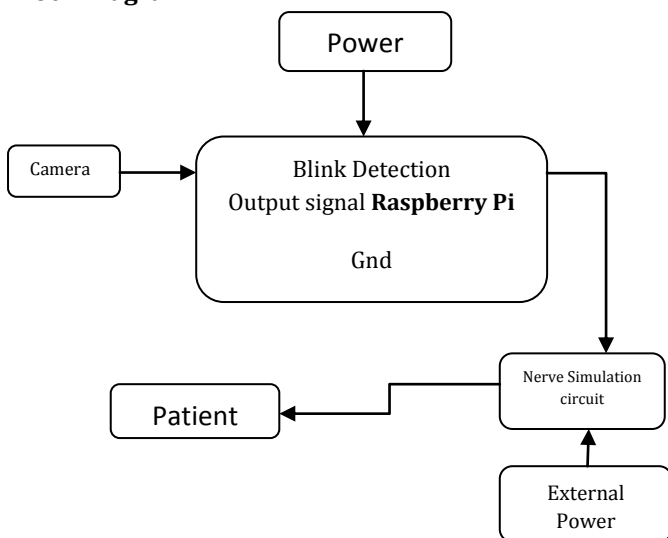 Power
Camera
Blink Detection
Output signal Raspberry Pi
Gnd
Nerve Simulation
circuit
Patient
External
Power